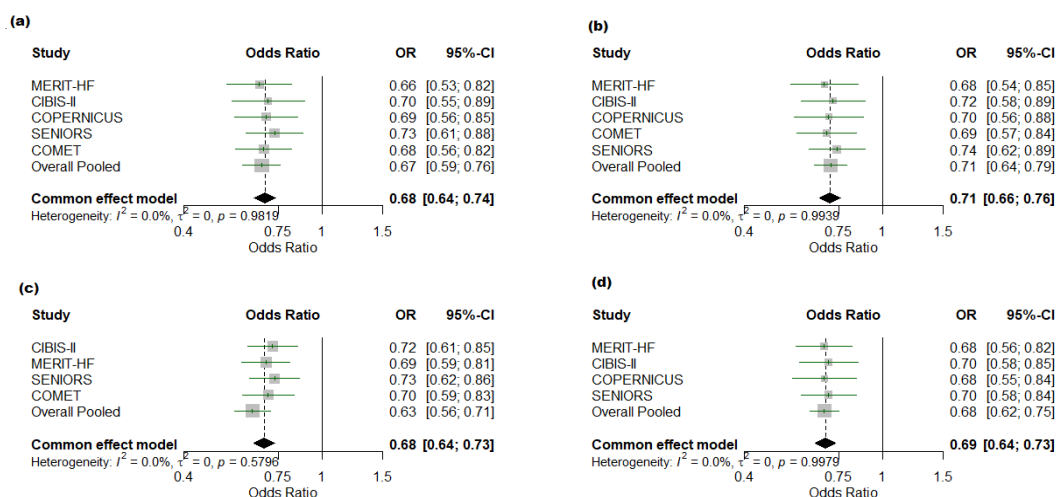 (a)
Study Odds Ratio OR 95%-CI
MERIT-HF 0.66 [0.53; 0.82]
CIBIS-II 0.70 [0.55; 0.89]
COPERNICUS 0.69 [0.56; 0.85]
SENIORS 0.73 [0.61; 0.88]
COMET 0.68 [0.56; 0.82]
Overall Pooled 0.67 [0.59; 0.76]
Common effect model 0.68 [0.64; 0.74]
Heterogeneity: I² = 0.0%, τ² = 0, p = 0.9819
0.4 0.75 1 1.5
Odds Ratio
(b)
Study Odds Ratio OR 95%-CI
MERIT-HF 0.68 [0.54; 0.85]
CIBIS-II 0.72 [0.58; 0.89]
COPERNICUS 0.70 [0.56; 0.88]
COMET 0.69 [0.57; 0.84]
SENIORS 0.74 [0.62; 0.89]
Overall Pooled 0.71 [0.64; 0.79]
Common effect model 0.71 [0.66; 0.76]
Heterogeneity: I² = 0.0%, τ² = 0, p = 0.9939
0.4 0.75 1 1.5
Odds Ratio
(c)
Study Odds Ratio OR 95%-CI
CIBIS-II 0.72 [0.61; 0.85]
MERIT-HF 0.69 [0.59; 0.81]
SENIORS 0.73 [0.62; 0.86]
COMET 0.70 [0.59; 0.83]
Overall Pooled 0.63 [0.56; 0.71]
Common effect model 0.68 [0.64; 0.73]
Heterogeneity: I² = 0.0%, τ² = 0, p = 0.5796
0.4 0.75 1 1.5
Odds Ratio
(d)
Study Odds Ratio OR 95%-CI
MERIT-HF 0.68 [0.56; 0.82]
CIBIS-II 0.70 [0.58; 0.85]
COPERNICUS 0.68 [0.55; 0.84]
SENIORS 0.70 [0.58; 0.84]
Overall Pooled 0.68 [0.62; 0.75]
Common effect model 0.69 [0.64; 0.73]
Heterogeneity: I² = 0.0%, τ² = 0, p = 0.9979
0.4 0.75 1 1.5
Odds Ratio